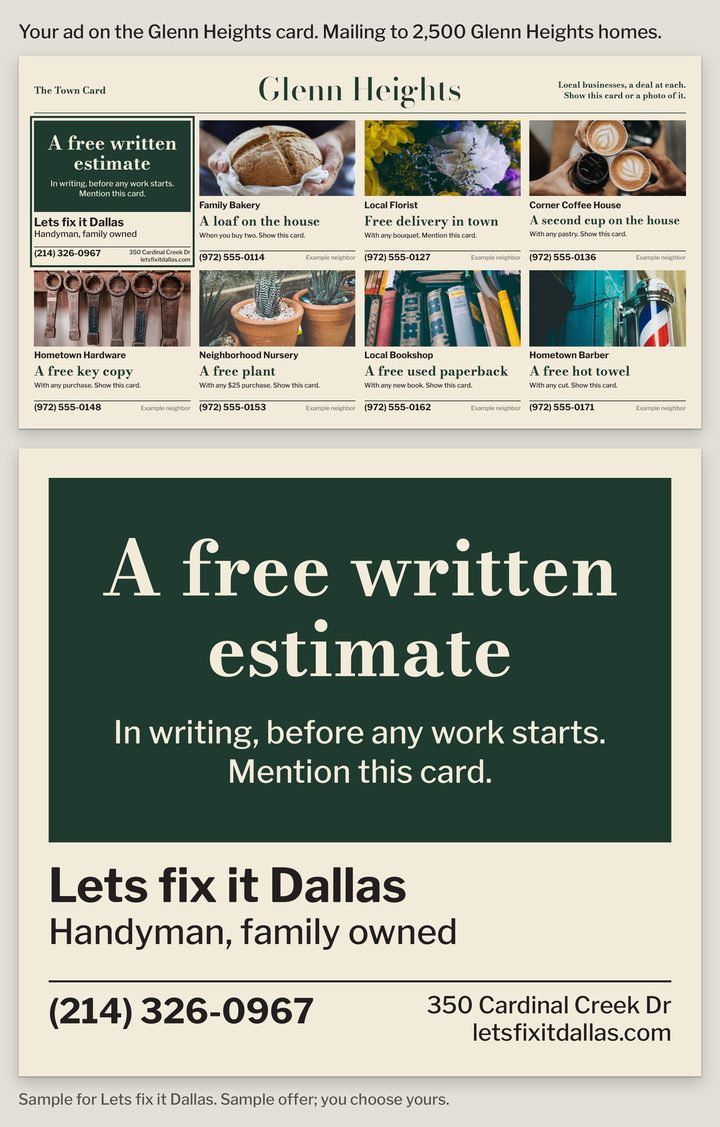 Your ad on the Glenn Heights card. Mailing to 2,500 Glenn Heights homes.
The Town Card
Glenn Heights
Local businesses, a deal at each.
Show this card or a photo of it.
A free written
estimate
In writing, before any work starts.
Mention this card.
Lets fix it Dallas
Handyman, family owned
(214) 326-0967
350 Cardinal Creek Dr
letsfixitdallas.com
Family Bakery
A loaf on the house
When you buy two. Show this card.
(972) 555-0114
Example neighbor
Local Florist
Free delivery in town
With any bouquet. Mention this card.
(972) 555-0127
Example neighbor
Corner Coffee House
A second cup on the house
With any pastry. Show this card.
(972) 555-0136
Example neighbor
Hometown Hardware
A free key copy
With any purchase. Show this card.
(972) 555-0148
Example neighbor
Neighborhood Nursery
A free plant
With any $25 purchase. Show this card.
(972) 555-0153
Example neighbor
Local Bookshop
A free used paperback
With any new book. Show this card.
(972) 555-0162
Example neighbor
Hometown Barber
A free hot towel
With any cut. Show this card.
(972) 555-0171
Example neighbor
A free written
estimate
In writing, before any work starts.
Mention this card.
Lets fix it Dallas
Handyman, family owned
(214) 326-0967
350 Cardinal Creek Dr
letsfixitdallas.com
Sample for Lets fix it Dallas. Sample offer; you choose yours.